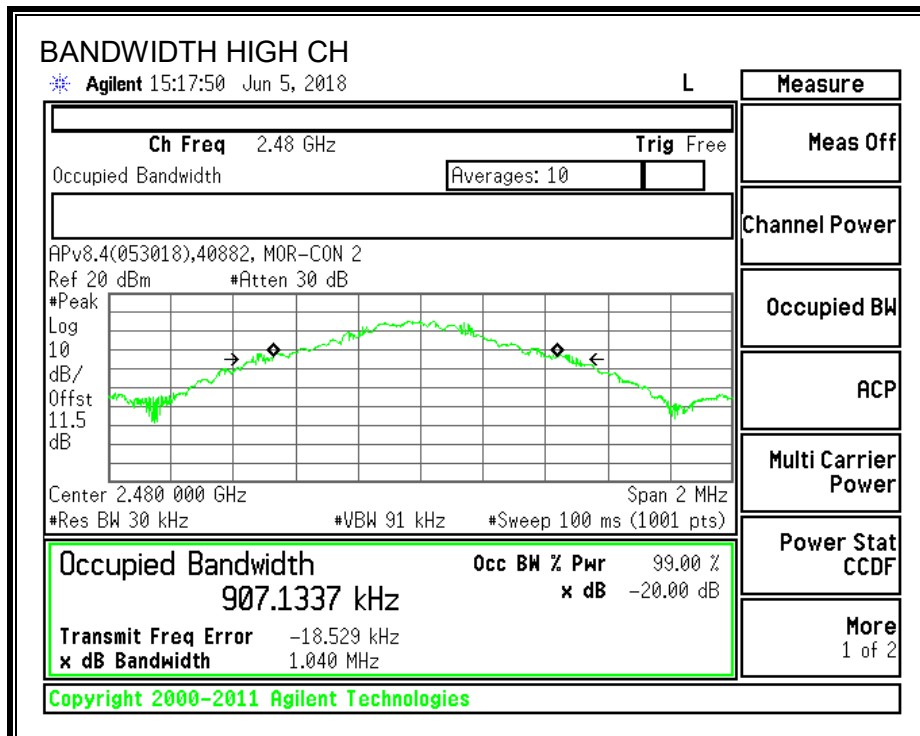 BANDWIDTH HIGH CH
Agilent 15:17:50 Jun 5, 2018 L
Measure
Ch Freq 2.48 GHz Trig Free
Meas Off
Occupied Bandwidth Averages: 10
Channel Power
APv8.4(053018),40882, MOR-CON 2
Ref 20 dBm #Atten 30 dB
#Peak
Log
10
dB/
Offst
11.5
dB
Occupied BW
ACP
Multi Carrier
Power
Center 2.480 000 GHz Span 2 MHz
#Res BW 30 kHz #VBW 91 kHz #Sweep 100 ms (1001 pts)
Power Stat
CCDF
Occupied Bandwidth Occ BW % Pwr 99.00 %
907.1337 kHz x dB -20.00 dB
Transmit Freq Error -18.529 kHz
x dB Bandwidth 1.040 MHz
More
1 of 2
Copyright 2000-2011 Agilent Technologies